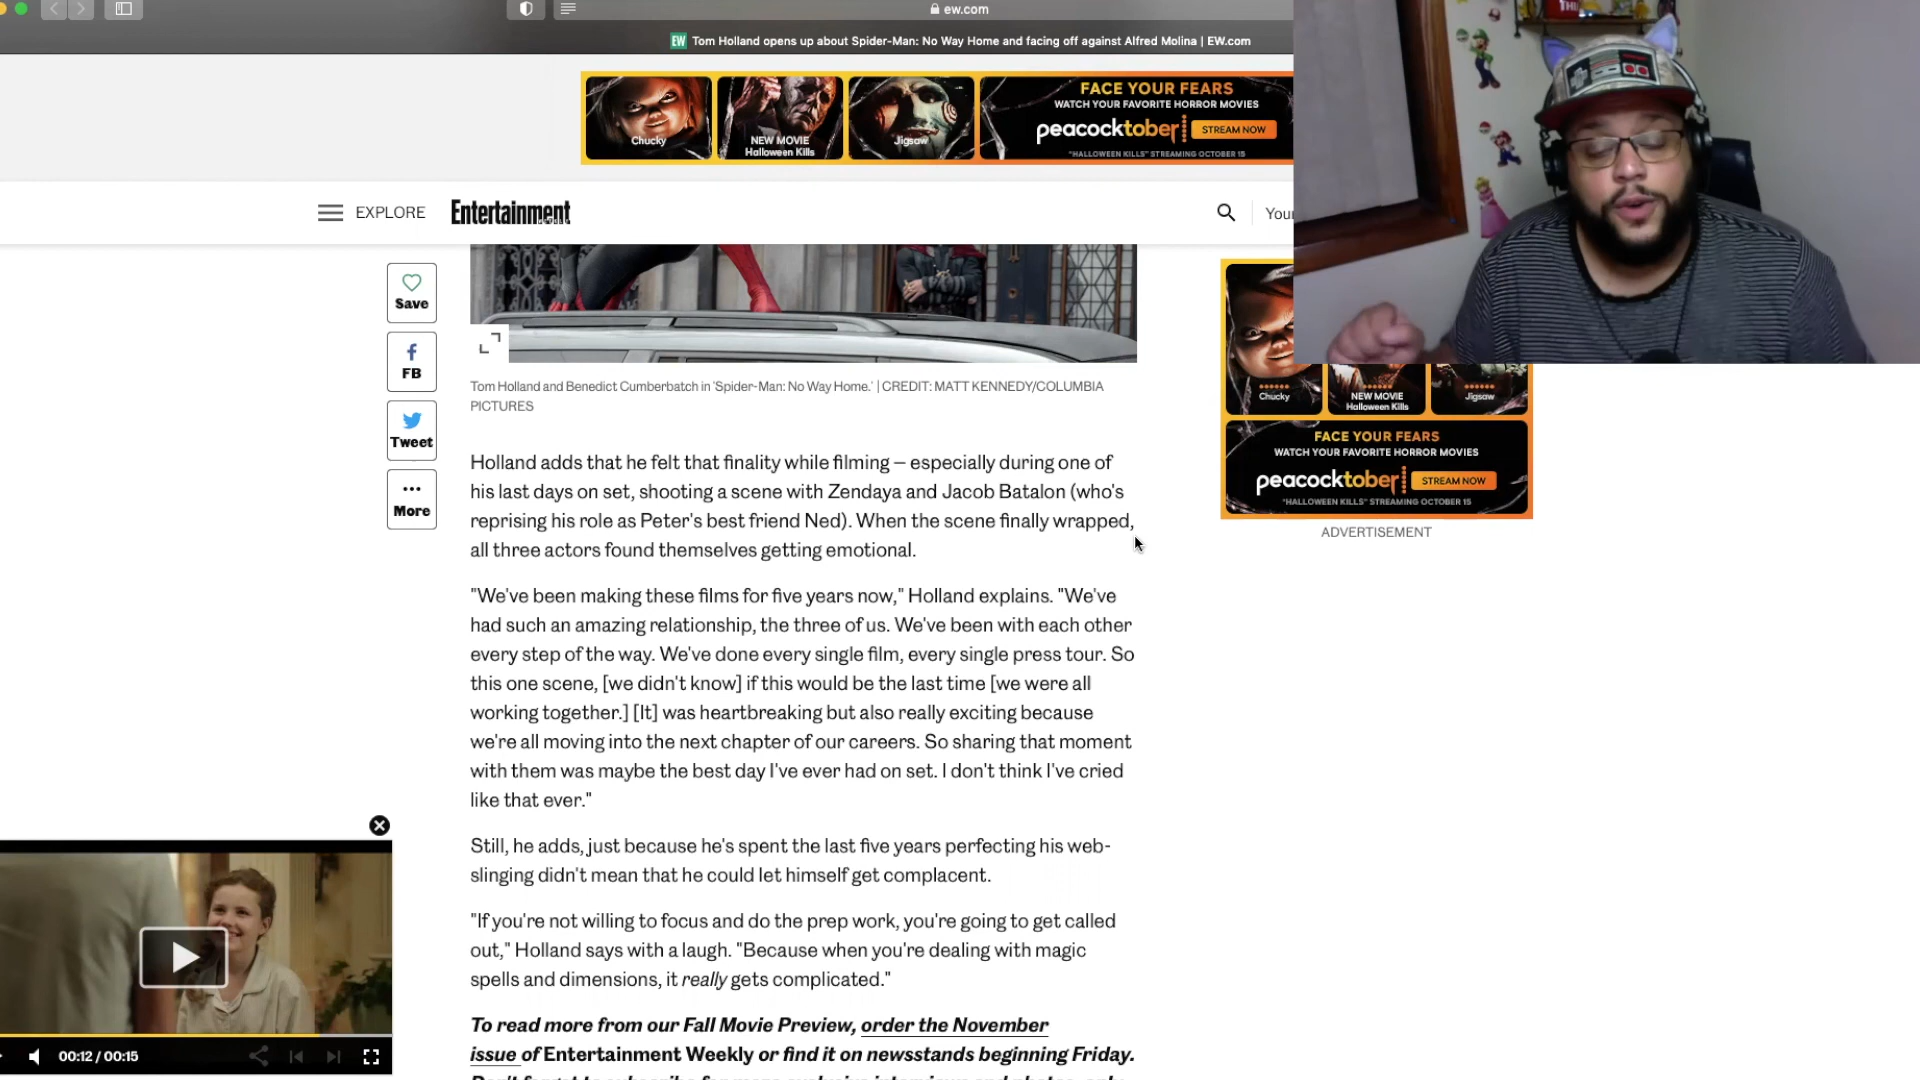 ew.com
EW Tom Holland opens up about Spider-Man: No Way Home and facing off against Alfred Molina | EW.com
Chucky
NEW MOVIE
Halloween Kills
Jigsaw
FACE YOUR FEARS
WATCH YOUR FAVORITE HORROR MOVIES
peacocktober
STREAM NOW
"HALLOWEEN KILLS" STREAMING OCTOBER 15
EXPLORE
Entertainment
Your
Save
FB
Tweet
More
Tom Holland and Benedict Cumberbatch in 'Spider-Man: No Way Home.' | CREDIT: MATT KENNEDY/COLUMBIA
PICTURES
Holland adds that he felt that finality while filming — especially during one of
his last days on set, shooting a scene with Zendaya and Jacob Batalon (who's
reprising his role as Peter's best friend Ned). When the scene finally wrapped,
all three actors found themselves getting emotional.
"We've been making these films for five years now," Holland explains. "We've
had such an amazing relationship, the three of us. We've been with each other
every step of the way. We've done every single film, every single press tour. So
this one scene, [we didn't know] if this would be the last time [we were all
working together.] [It] was heartbreaking but also really exciting because
we're all moving into the next chapter of our careers. So sharing that moment
with them was maybe the best day I've ever had on set. I don't think I've cried
like that ever."
Still, he adds, just because he's spent the last five years perfecting his web-
slinging didn't mean that he could let himself get complacent.
"If you're not willing to focus and do the prep work, you're going to get called
out," Holland says with a laugh. "Because when you're dealing with magic
spells and dimensions, it really gets complicated."
To read more from our Fall Movie Preview, order the November
issue of Entertainment Weekly or find it on newsstands beginning Friday.
Don't forget to subscribe for more exclusive interviews and photos, only
Chucky
NEW MOVIE
Halloween Kills
Jigsaw
FACE YOUR FEARS
WATCH YOUR FAVORITE HORROR MOVIES
peacocktober
STREAM NOW
"HALLOWEEN KILLS" STREAMING OCTOBER 15
ADVERTISEMENT
00:12 / 00:15